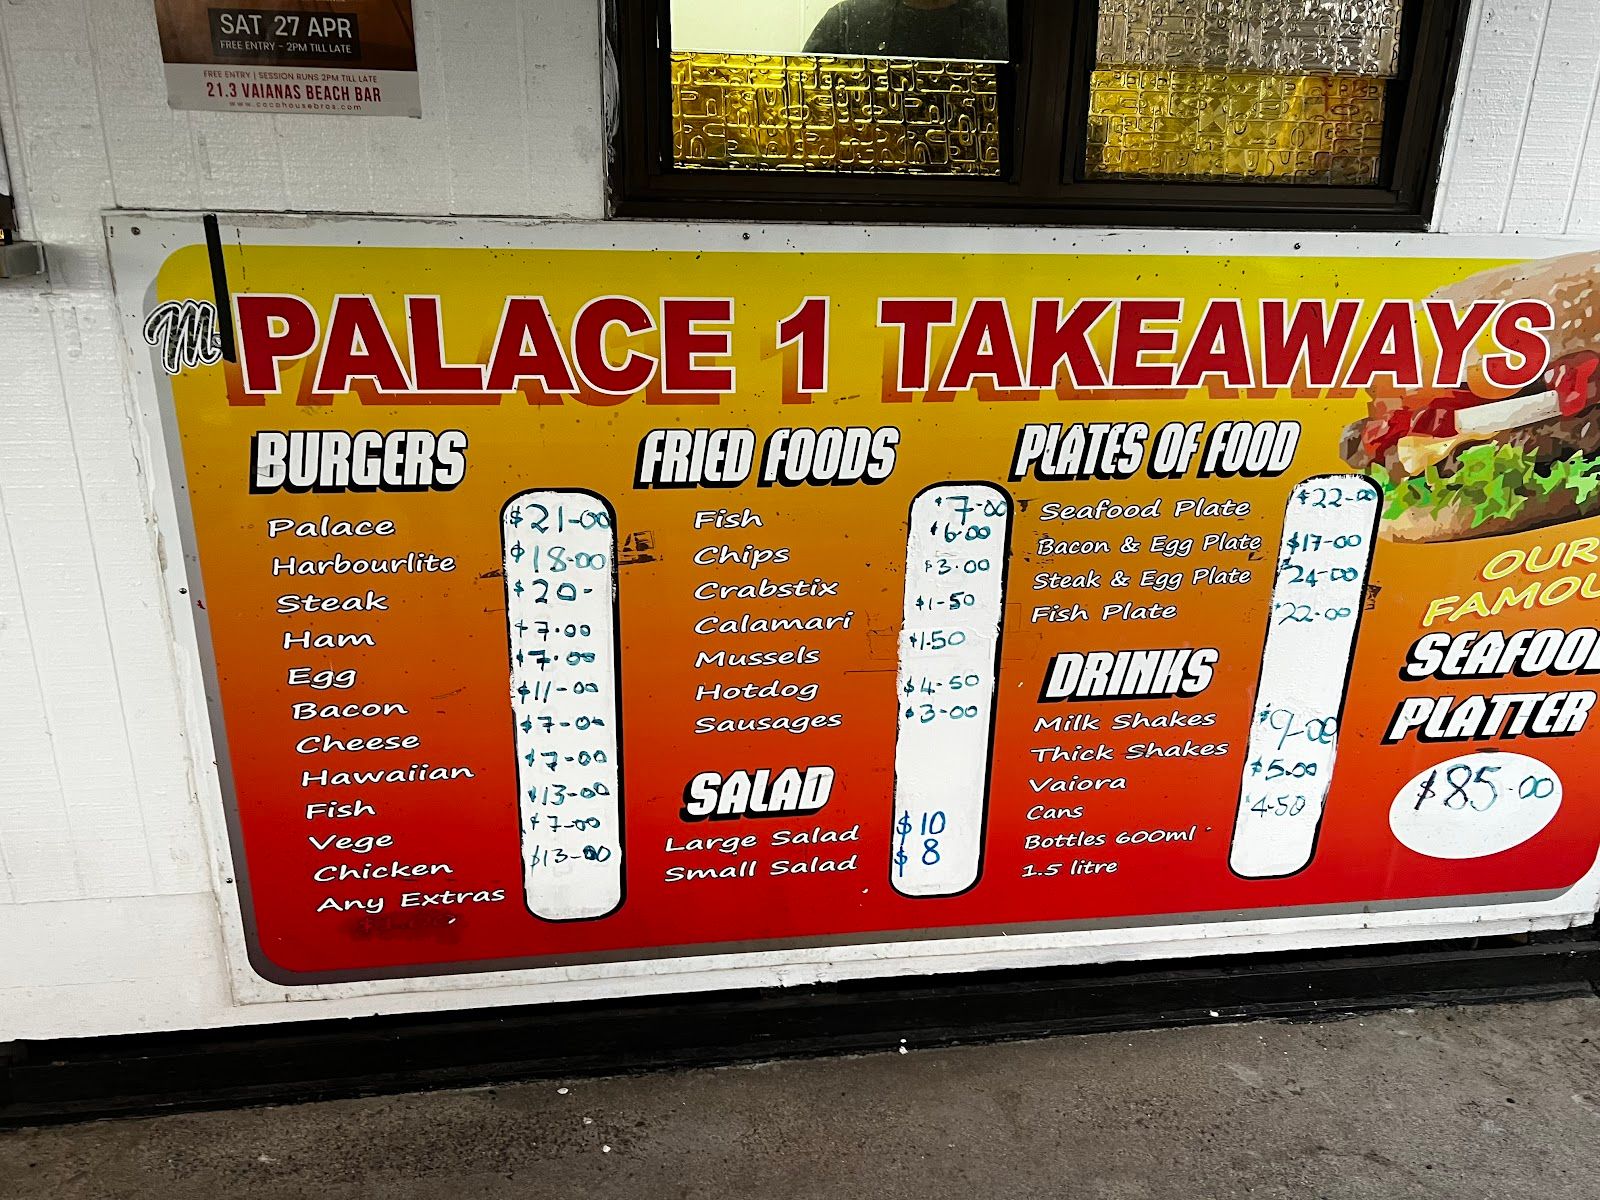 SAT 27 APR
FREE ENTRY - 2PM TILL LATE
FREE ENTRY | SESSION RUNS 2PM TILL LATE
21.3 VAIANAS BEACH BAR
www.cocohousebros.com
PALACE 1 TAKEAWAYS
BURGERS
Palace $21-00
Harbourlite $18-00
Steak $20-
Ham $7.00
Egg $7.00
Bacon $11-00
Cheese $7-00
Hawaiian $7-00
Fish $13-00
Vege $7-00
Chicken $13-00
Any Extras
FRIED FOODS
Fish $7-00
Chips $6-00
Crabstix $3.00
Calamari $1-50
Mussels $1.50
Hotdog $4-50
Sausages $3-00
SALAD
Large Salad $10
Small Salad $8
PLATES OF FOOD
Seafood Plate $22-00
Bacon & Egg Plate $17-00
Steak & Egg Plate $24-00
Fish Plate $22-00
DRINKS
Milk Shakes $9-00
Thick Shakes
Vaiora $5.00
Cans $4-50
Bottles 600ml
1.5 litre
OUR
FAMOU
SEAFOOD
PLATTER
$85-00